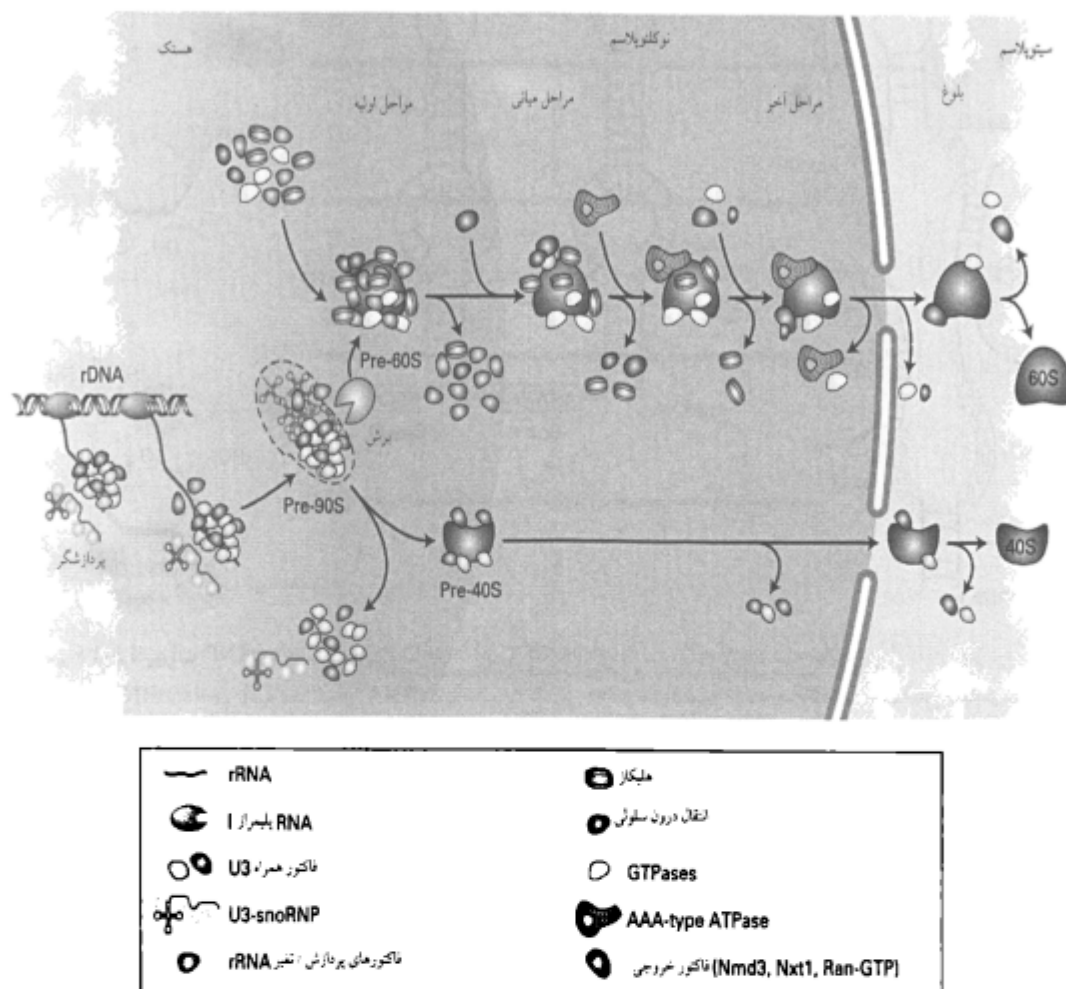 هستک
نوکلئوپلاسم
سیتوپلاسم
مراحل اولیه
مراحل میانی
مراحل آخر
بلوغ
rDNA
Pre-60S
60S
برش
Pre-90S
پردازشگر
Pre-40S
40S
rRNA
RNA پلیمراز I
فاکتور همراه U3
U3-snoRNP
فاکتورهای پردازش / تغیر rRNA
هلیکاز
انتقال درون سلولی
GTPases
AAA-type ATPase
فاکتور خروجی (Nmd3, Nxt1, Ran-GTP)